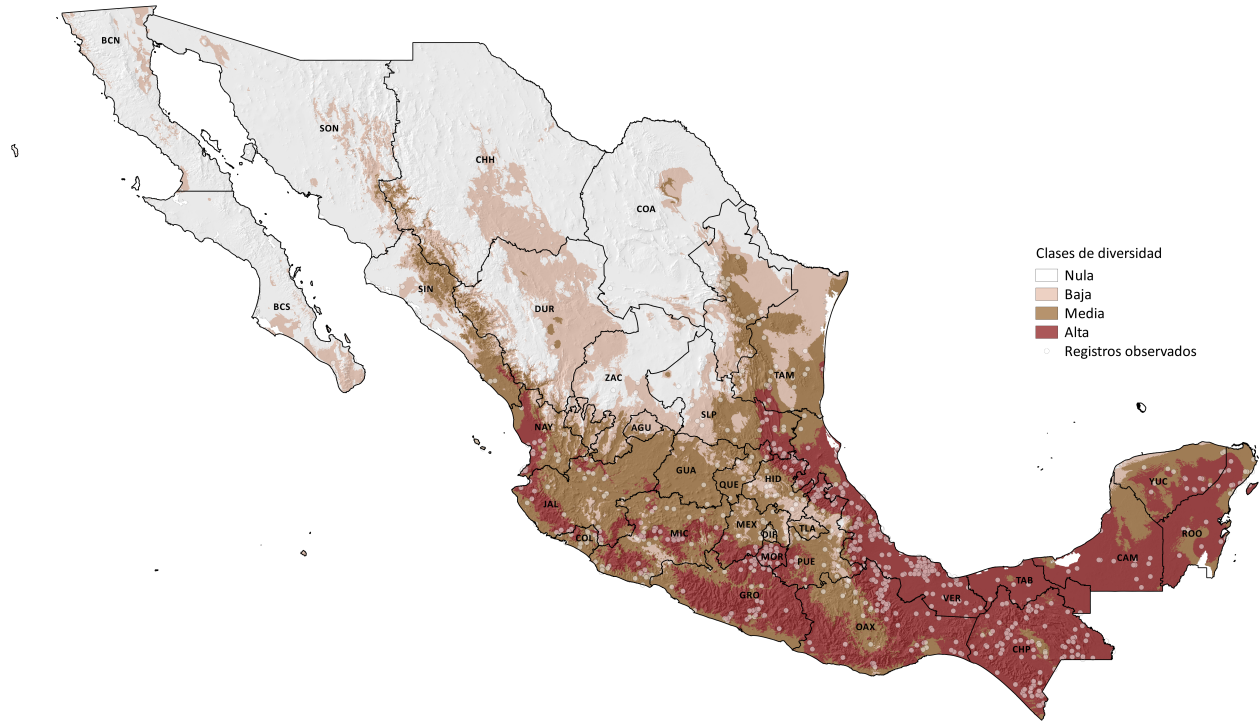 BCN
SON
CHH
COA
BCS
SIN
DUR
ZAC
TAM
NAY
AGU
SLP
GUA
QUE
HID
JAL
COL
MIC
MEX
DIF
TLA
MOR
PUE
GRO
OAX
VER
TAB
CHP
CAM
YUC
ROO
Clases de diversidad
Nula
Baja
Media
Alta
Registros observados